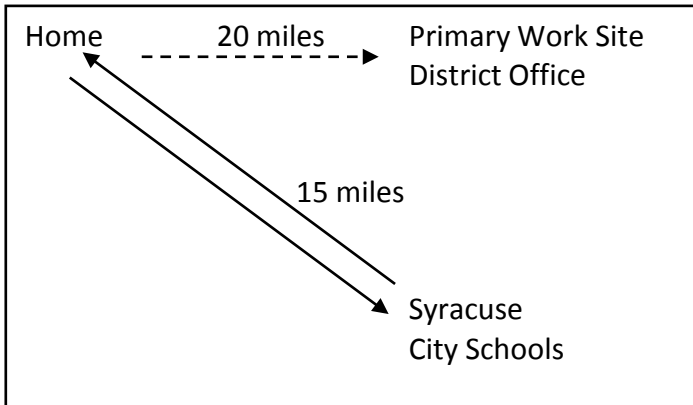 Home 20 miles Primary Work Site
District Office
15 miles
Syracuse
City Schools